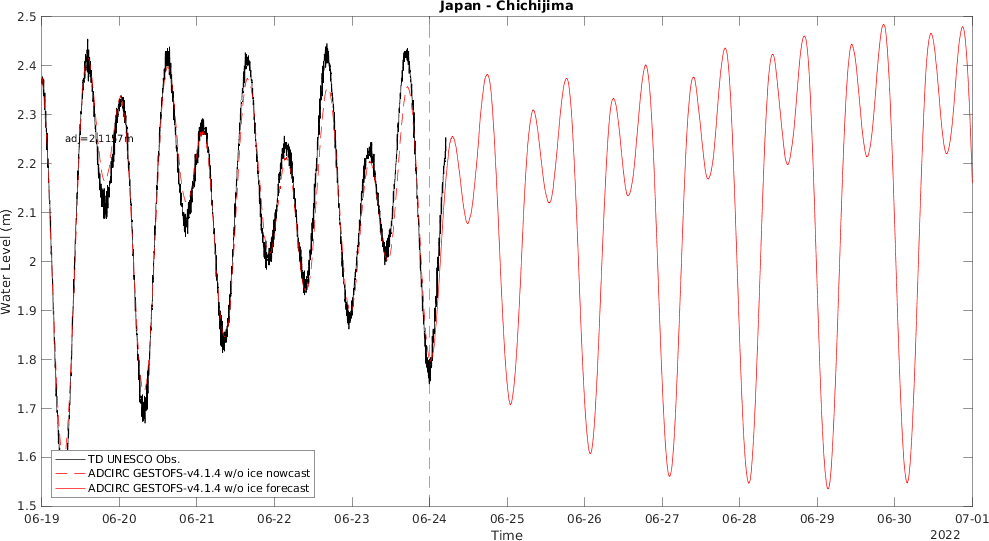 Japan - Chichijima
2.5
2.4
2.3
2.2
2.1
2
1.9
1.8
1.7
1.6
1.5
Water Level (m)
TD UNESCO Obs.
ADCIRC GESTOFS-v4.1.4 w/o ice nowcast
ADCIRC GESTOFS-v4.1.4 w/o ice forecast
06-19 06-20 06-21 06-22 06-23 06-24 06-25 06-26 06-27 06-28 06-29 06-30 07-01
Time
2022